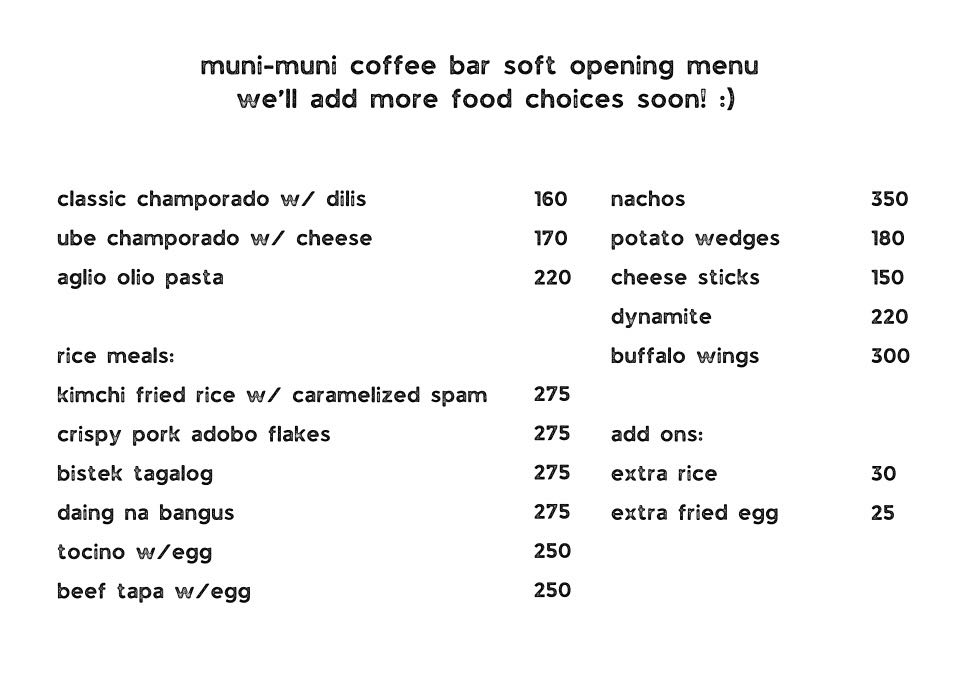 muni-muni coffee bar soft opening menu
we'll add more food choices soon! :)
classic champorado w/ dilis 160
ube champorado w/ cheese 170
aglio olio pasta 220
rice meals:
kimchi fried rice w/ caramelized spam 275
crispy pork adobo flakes 275
bistek tagalog 275
daing na bangus 275
tocino w/egg 250
beef tapa w/egg 250
nachos 350
potato wedges 180
cheese sticks 150
dynamite 220
buffalo wings 300
add ons:
extra rice 30
extra fried egg 25